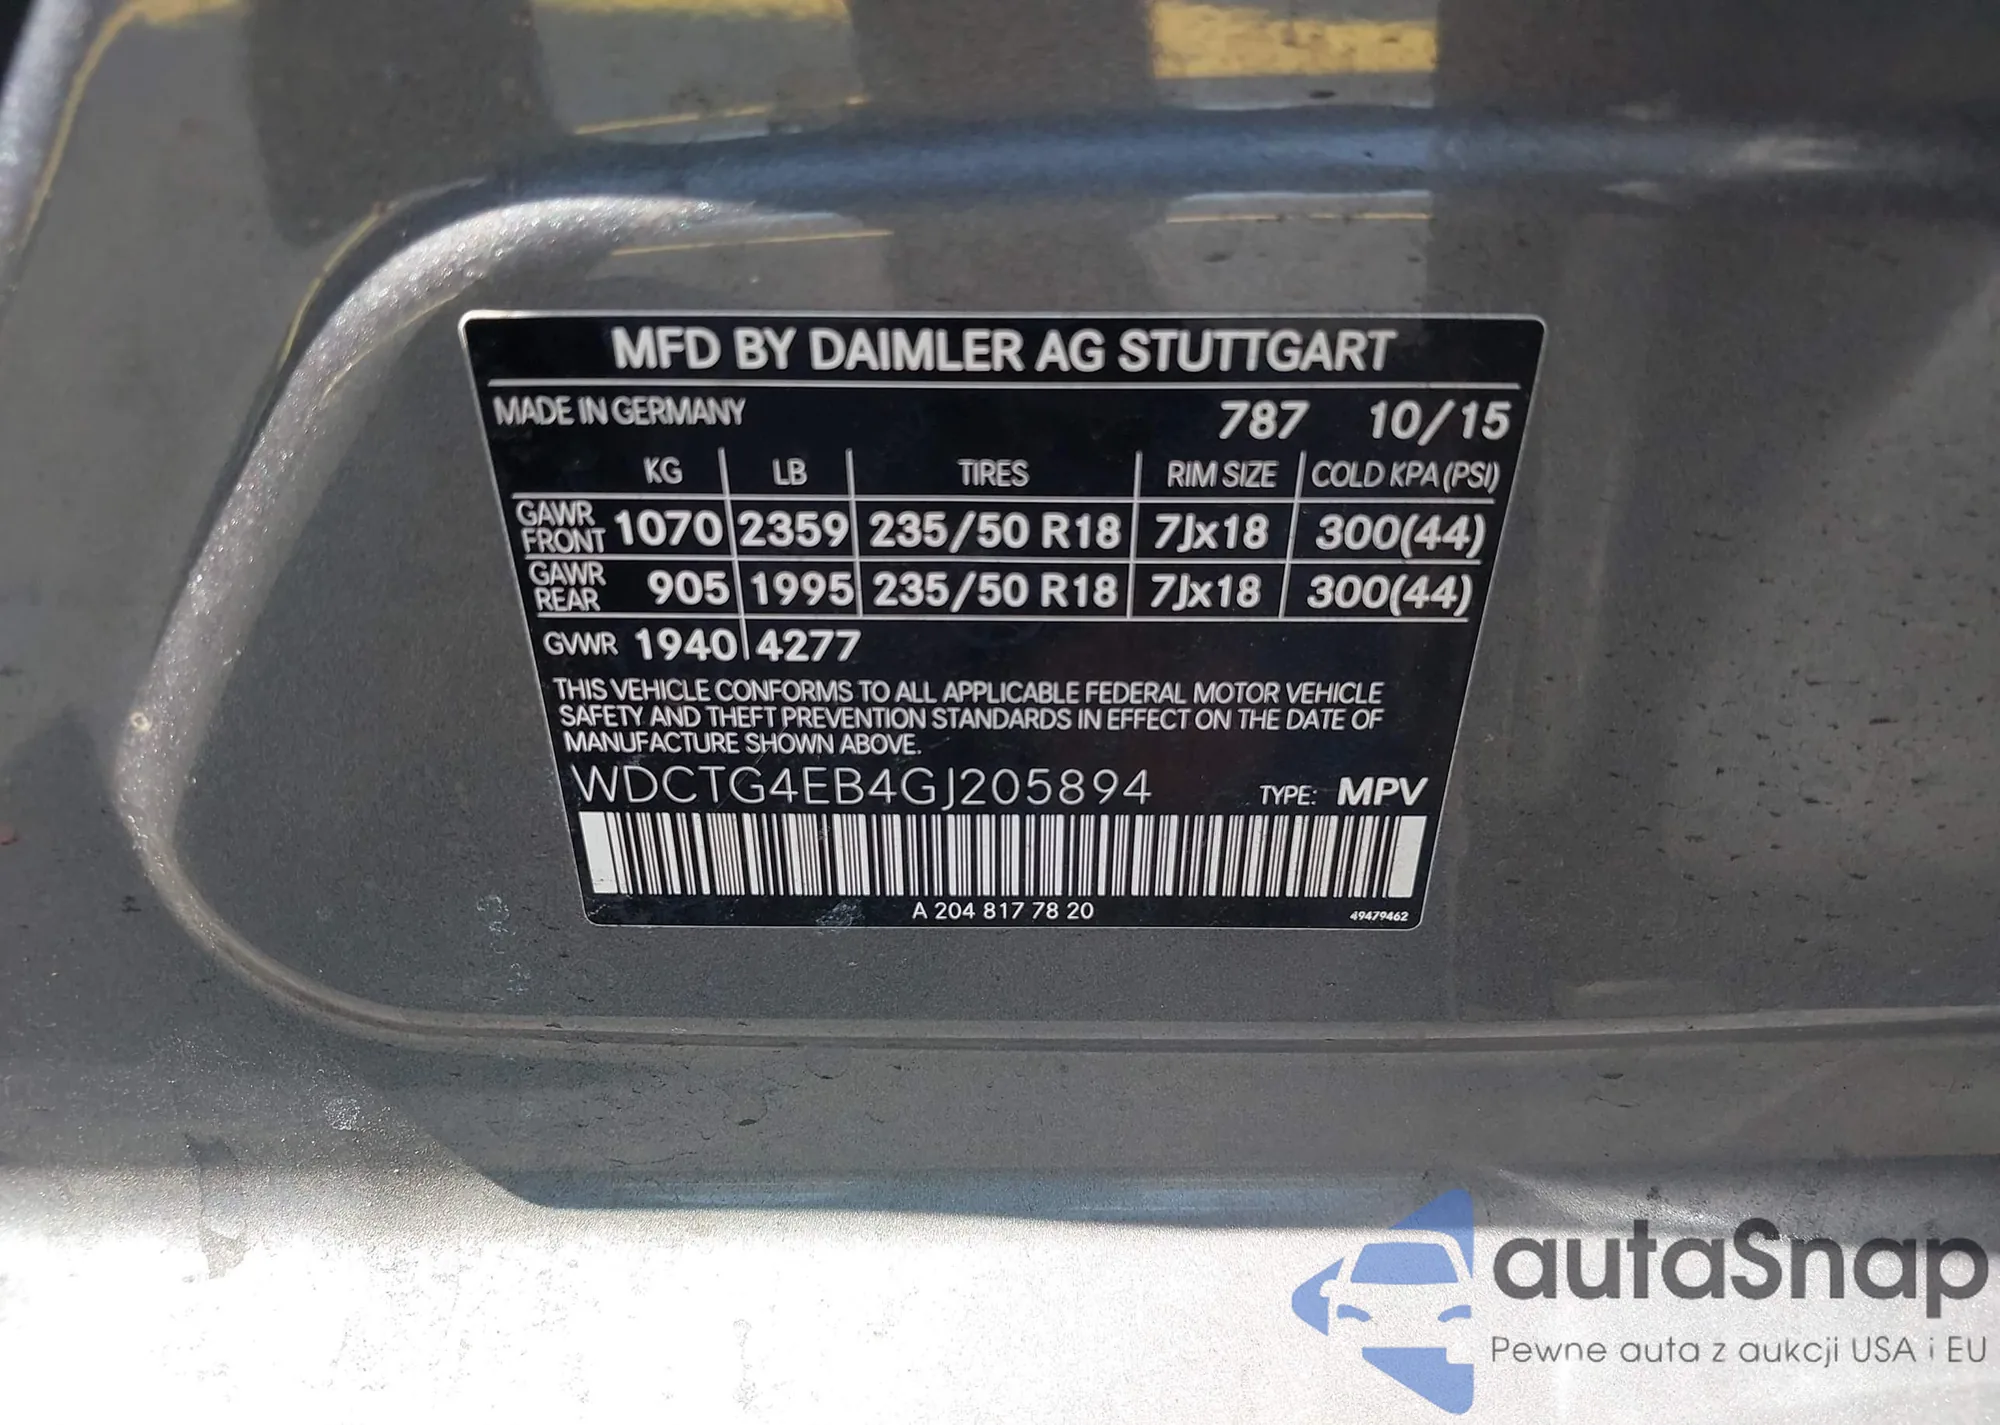 MFD BY DAIMLER AG STUTTGART
MADE IN GERMANY 787 10/15
KG LB TIRES RIM SIZE COLD KPA (PSI)
GAWR FRONT 1070 2359 235/50 R18 7Jx18 300(44)
GAWR REAR 905 1995 235/50 R18 7Jx18 300(44)
GVWR 1940 4277
THIS VEHICLE CONFORMS TO ALL APPLICABLE FEDERAL MOTOR VEHICLE
SAFETY AND THEFT PREVENTION STANDARDS IN EFFECT ON THE DATE OF
MANUFACTURE SHOWN ABOVE.
WDCTG4EB4GJ205894 TYPE: MPV
A 204 817 78 20 49479462
autaSnap
Pewne auta z aukcji USA i EU